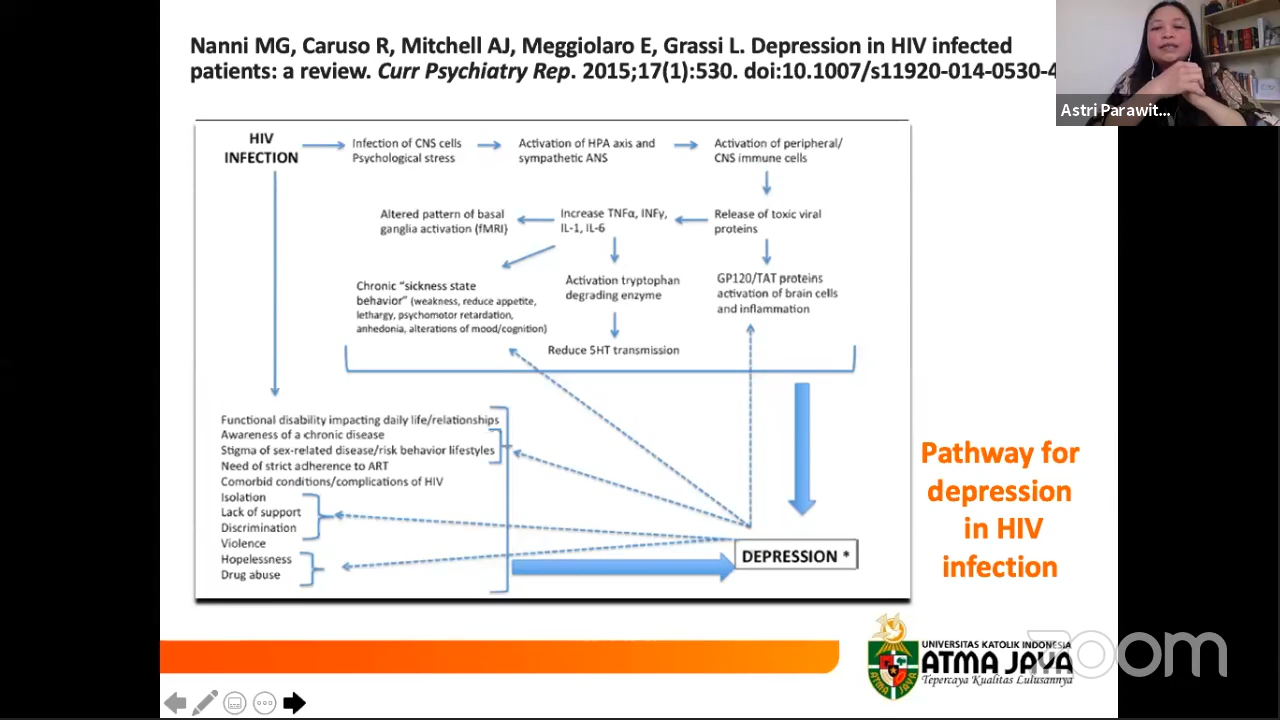 Nanni MG, Caruso R, Mitchell AJ, Meggiolaro E, Grassi L. Depression in HIV infected
patients: a review. Curr Psychiatry Rep. 2015;17(1):530. doi:10.1007/s11920-014-0530-4
Astri Parawit...
HIV
INFECTION
Infection of CNS cells
Psychological stress
Activation of HPA axis and
sympathetic ANS
Activation of peripheral/
CNS immune cells
Altered pattern of basal
ganglia activation (fMRI)
Increase TNFα, INFγ,
IL-1, IL-6
Release of toxic viral
proteins
Chronic “sickness state
behavior” (weakness, reduce appetite,
lethargy, psychomotor retardation,
anhedonia, alterations of mood/cognition)
Activation tryptophan
degrading enzyme
GP120/TAT proteins
activation of brain cells
and inflammation
Reduce 5HT transmission
Functional disability impacting daily life/relationships
Awareness of a chronic disease
Stigma of sex-related disease/risk behavior lifestyles
Need of strict adherence to ART
Comorbid conditions/complications of HIV
Isolation
Lack of support
Discrimination
Violence
Hopelessness
Drug abuse
DEPRESSION *
Pathway for
depression
in HIV
infection
UNIVERSITAS KATOLIK INDONESIA
ATMA JAYA
Tepercaya Kualitas Lulusannya
ATMA JAYA
zoom